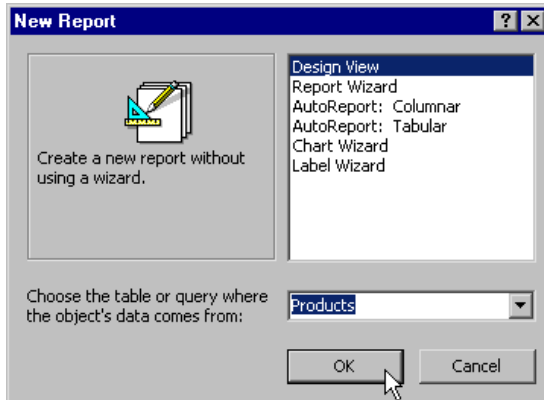 New Report
Create a new report without
using a wizard.
Design View
Report Wizard
AutoReport: Columnar
AutoReport: Tabular
Chart Wizard
Label Wizard
Choose the table or query where
the object's data comes from:
Products
OK
Cancel